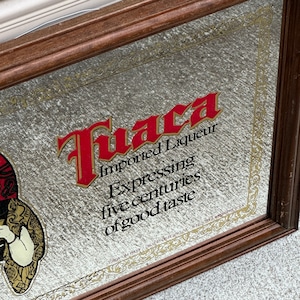 Tuaca
Imported Liqueur
Expressing
five centuries
of good taste